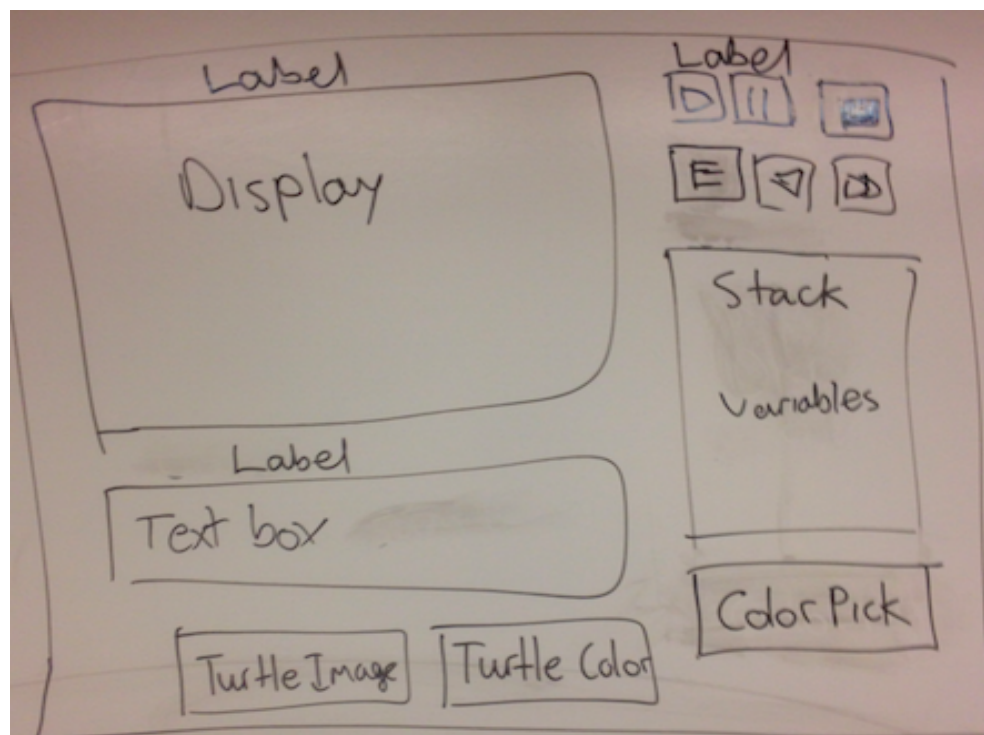 Label
Display
Label
Text box
Turtle Image
Turtle Color
Label
E
Stack
Variables
Color Pick